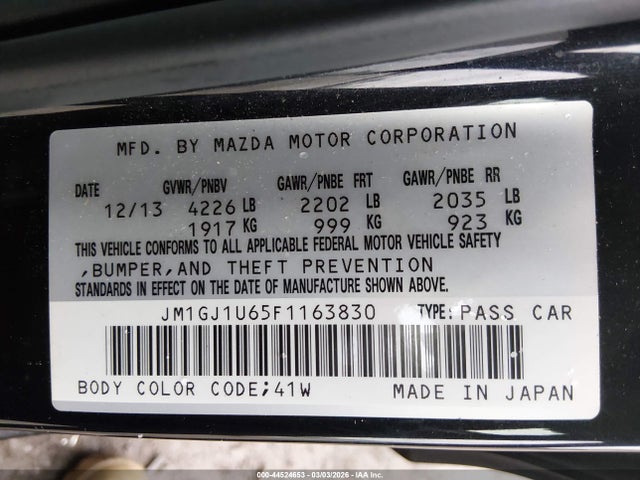 MFD. BY MAZDA MOTOR CORPORATION
DATE GVWR/PNBV GAWR/PNBE FRT GAWR/PNBE RR
12/13 4226 LB 2202 LB 2035 LB
1917 KG 999 KG 923 KG
THIS VEHICLE CONFORMS TO ALL APPLICABLE FEDERAL MOTOR VEHICLE SAFETY
,BUMPER,AND THEFT PREVENTION
STANDARDS IN EFFECT ON THE DATE OF MANUFACTURE SHOWN ABOVE.
JM1GJ1U65F1163830 TYPE:PASS CAR
BODY COLOR CODE;41W MADE IN JAPAN
000-44524653 | 03/03/2026 - IAA Inc.